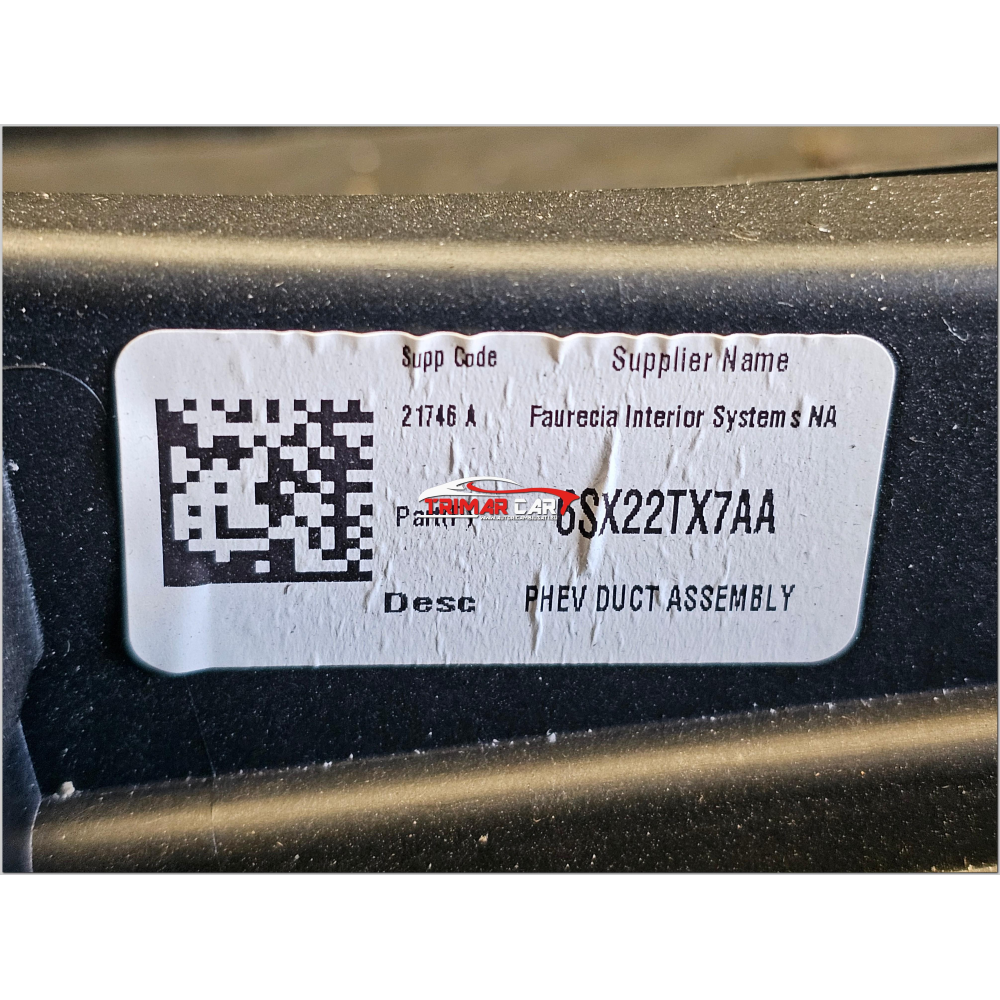 Supp Code Supplier Name
21746 A Faurecia Interior Systems NA
TRIMAR CAR
6SX22TX7AA
Desc PHEV DUCT ASSEMBLY